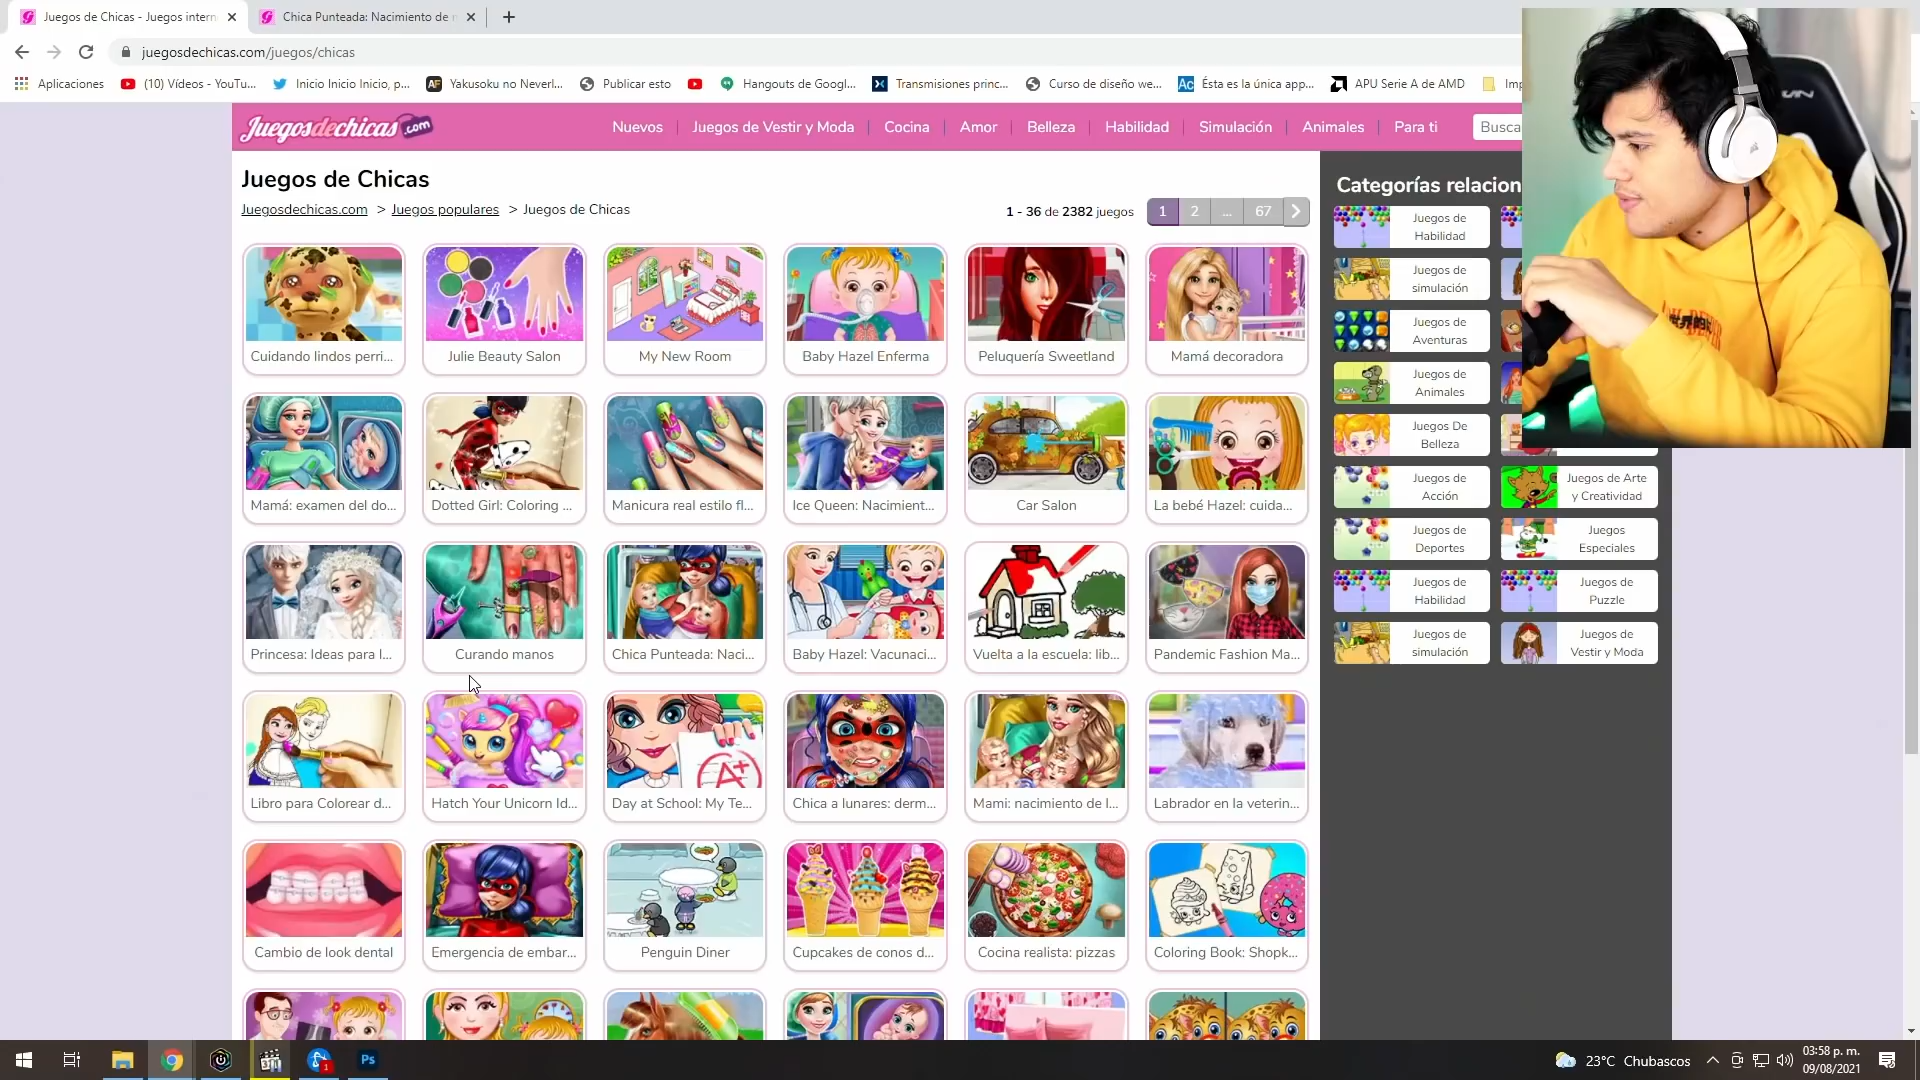 Juegos de Chicas - Juegos intern
Chica Punteada: Nacimiento de
juegosdechicas.com/juegos/chicas
Aplicaciones
(10) Vídeos - YouTu...
Inicio Inicio Inicio, p...
Yakusoku no Neverl...
Publicar esto
Hangouts de Googl...
Transmisiones princ...
Curso de diseño we...
Ac
Ésta es la única app...
APU Serie A de AMD
Juegosdechicas.com
Nuevos
Juegos de Vestir y Moda
Cocina
Amor
Belleza
Habilidad
Simulación
Animales
Para ti
Busca
Juegos de Chicas
Juegosdechicas.com > Juegos populares > Juegos de Chicas
1 - 36 de 2382 juegos
1 2 ... 67
Cuidando lindos perri...
Julie Beauty Salon
My New Room
Baby Hazel Enferma
Peluquería Sweetland
Mamá decoradora
Mamá: examen del do...
Dotted Girl: Coloring ...
Manicura real estilo fl...
Ice Queen: Nacimient...
Car Salon
La bebé Hazel: cuida...
Princesa: Ideas para l...
Curando manos
Chica Punteada: Naci...
Baby Hazel: Vacunaci...
Vuelta a la escuela: lib...
Pandemic Fashion Ma...
A+
Libro para Colorear d...
Hatch Your Unicorn Id...
Day at School: My Te...
Chica a lunares: derm...
Mami: nacimiento de l...
Labrador en la veterin...
Cambio de look dental
Emergencia de embar...
Penguin Diner
Cupcakes de conos d...
Cocina realista: pizzas
Coloring Book: Shopk...
Categorías relacion
Juegos de
Habilidad
Juegos de
simulación
Juegos de
Aventuras
Juegos de
Animales
Juegos De
Belleza
Juegos de
Acción
Juegos de Arte
y Creatividad
Juegos de
Deportes
Juegos
Especiales
Juegos de
Habilidad
Juegos de
Puzzle
Juegos de
simulación
Juegos de
Vestir y Moda
1
Ps
23°C Chubascos
03:58 p. m.
09/08/2021